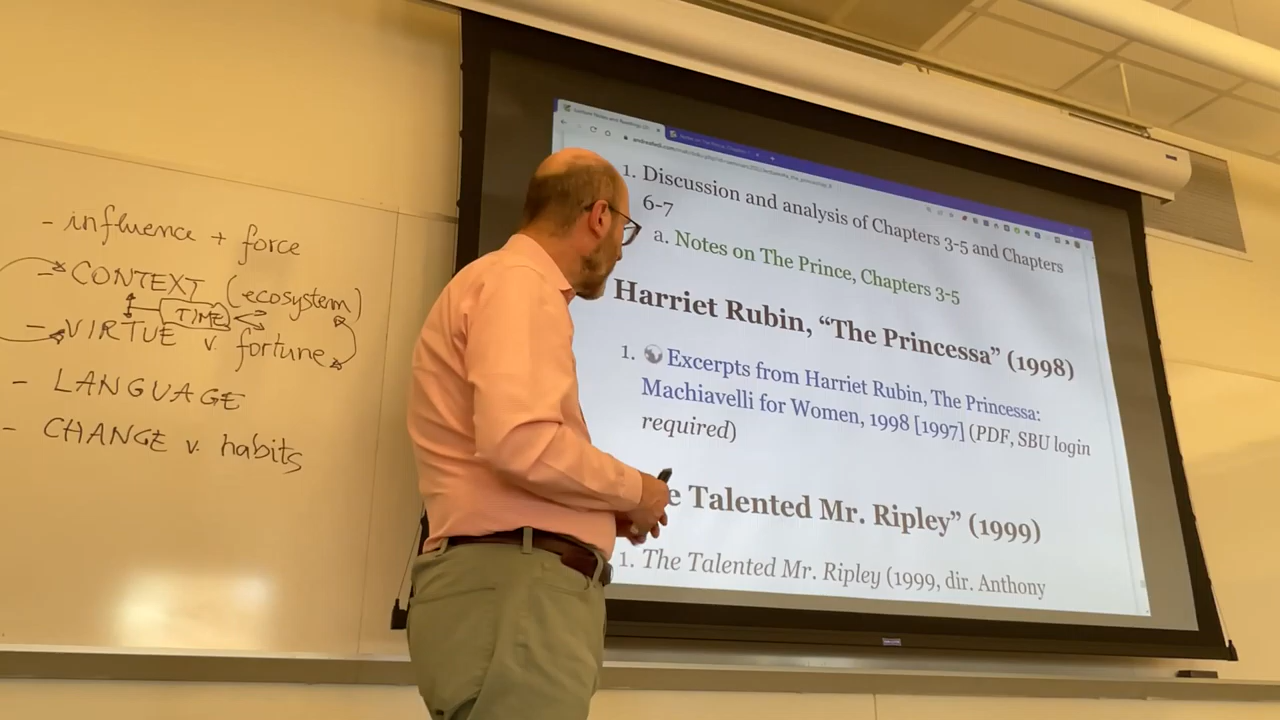 - influence + force
- CONTEXT (ecosystem)
TIME
- VIRTUE v. fortune
- LANGUAGE
- CHANGE v. habits
1. Discussion and analysis of Chapters 3-5 and Chapters
6-7
a. Notes on The Prince, Chapters 3-5
Harriet Rubin, “The Princessa” (1998)
1. Excerpts from Harriet Rubin, The Princessa:
Machiavelli for Women, 1998 [1997] (PDF, SBU login
required)
Talented Mr. Ripley” (1999)
1. The Talented Mr. Ripley (1999, dir. Anthony